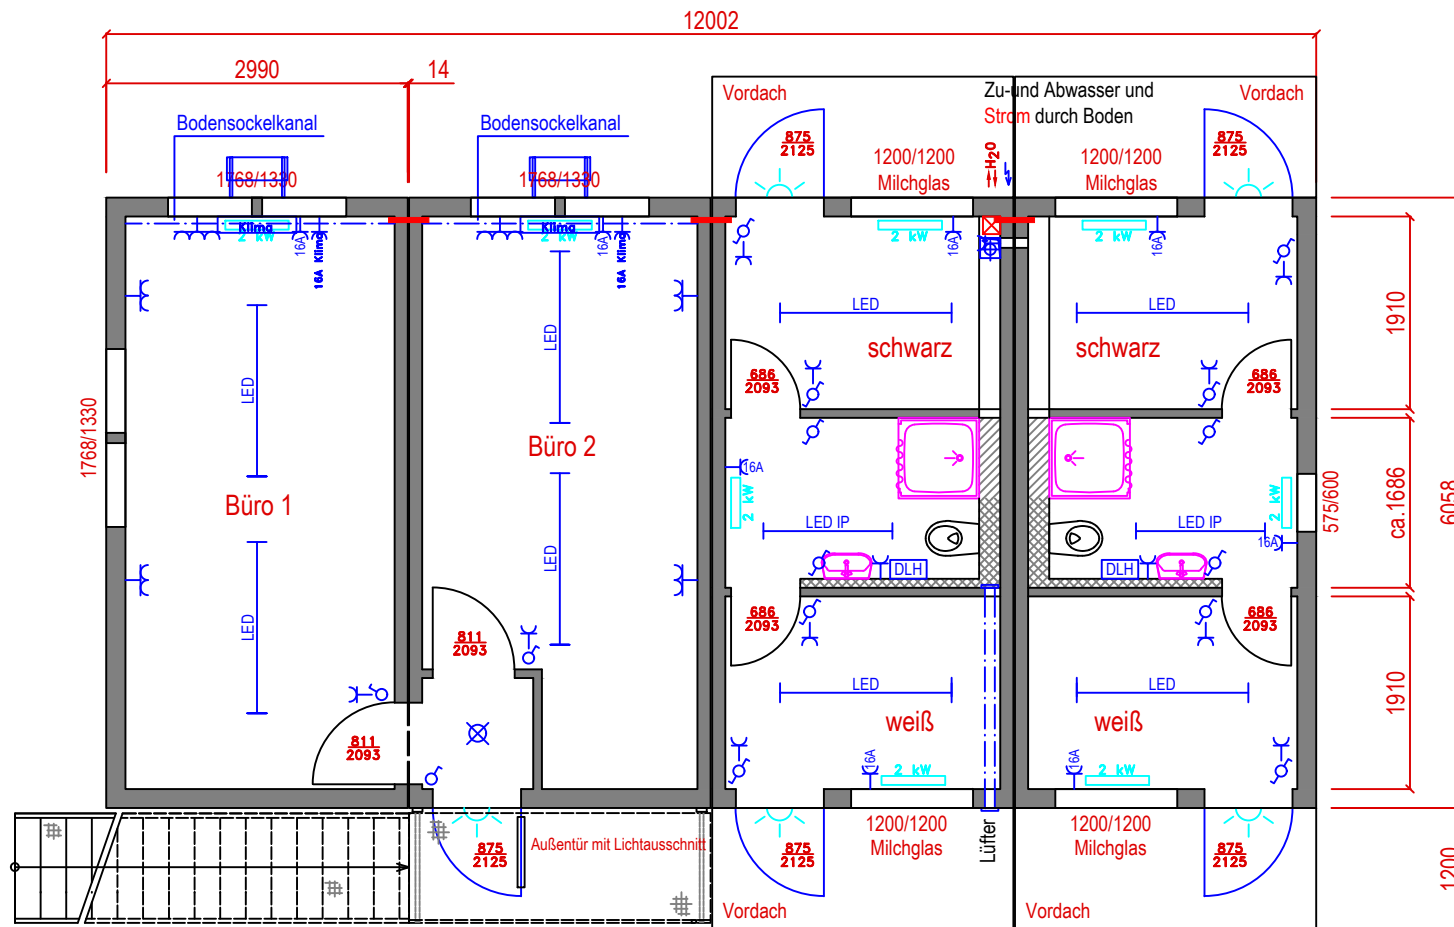 12002
2990
14
Vordach
Zu-und Abwasser und
Strom durch Boden
Vordach
Bodensockelkanal
Bodensockelkanal
875
2125
H2O
875
2125
1768/1330
1768/1330
1200/1200
Milchglas
1200/1200
Milchglas
Klima
2 kW
16A
16A Klima
Klima
2 kW
16A
16A Klima
2 kW
16A
2 kW
16A
LED
LED
LED
LED
schwarz
schwarz
1910
686
2093
686
2093
1768/1330
Büro 1
Büro 2
16A
2 kW
LED IP
LED IP
2 kW
16A
575/600
ca.1686
6058
DLH
DLH
LED
LED
811
2093
686
2093
686
2093
LED
LED
weiß
weiß
1910
811
2093
16A
2 kW
16A
2 kW
Außentür mit Lichtausschnitt
875
2125
875
2125
1200/1200
Milchglas
Lüfter
1200/1200
Milchglas
875
2125
1200
Vordach
Vordach